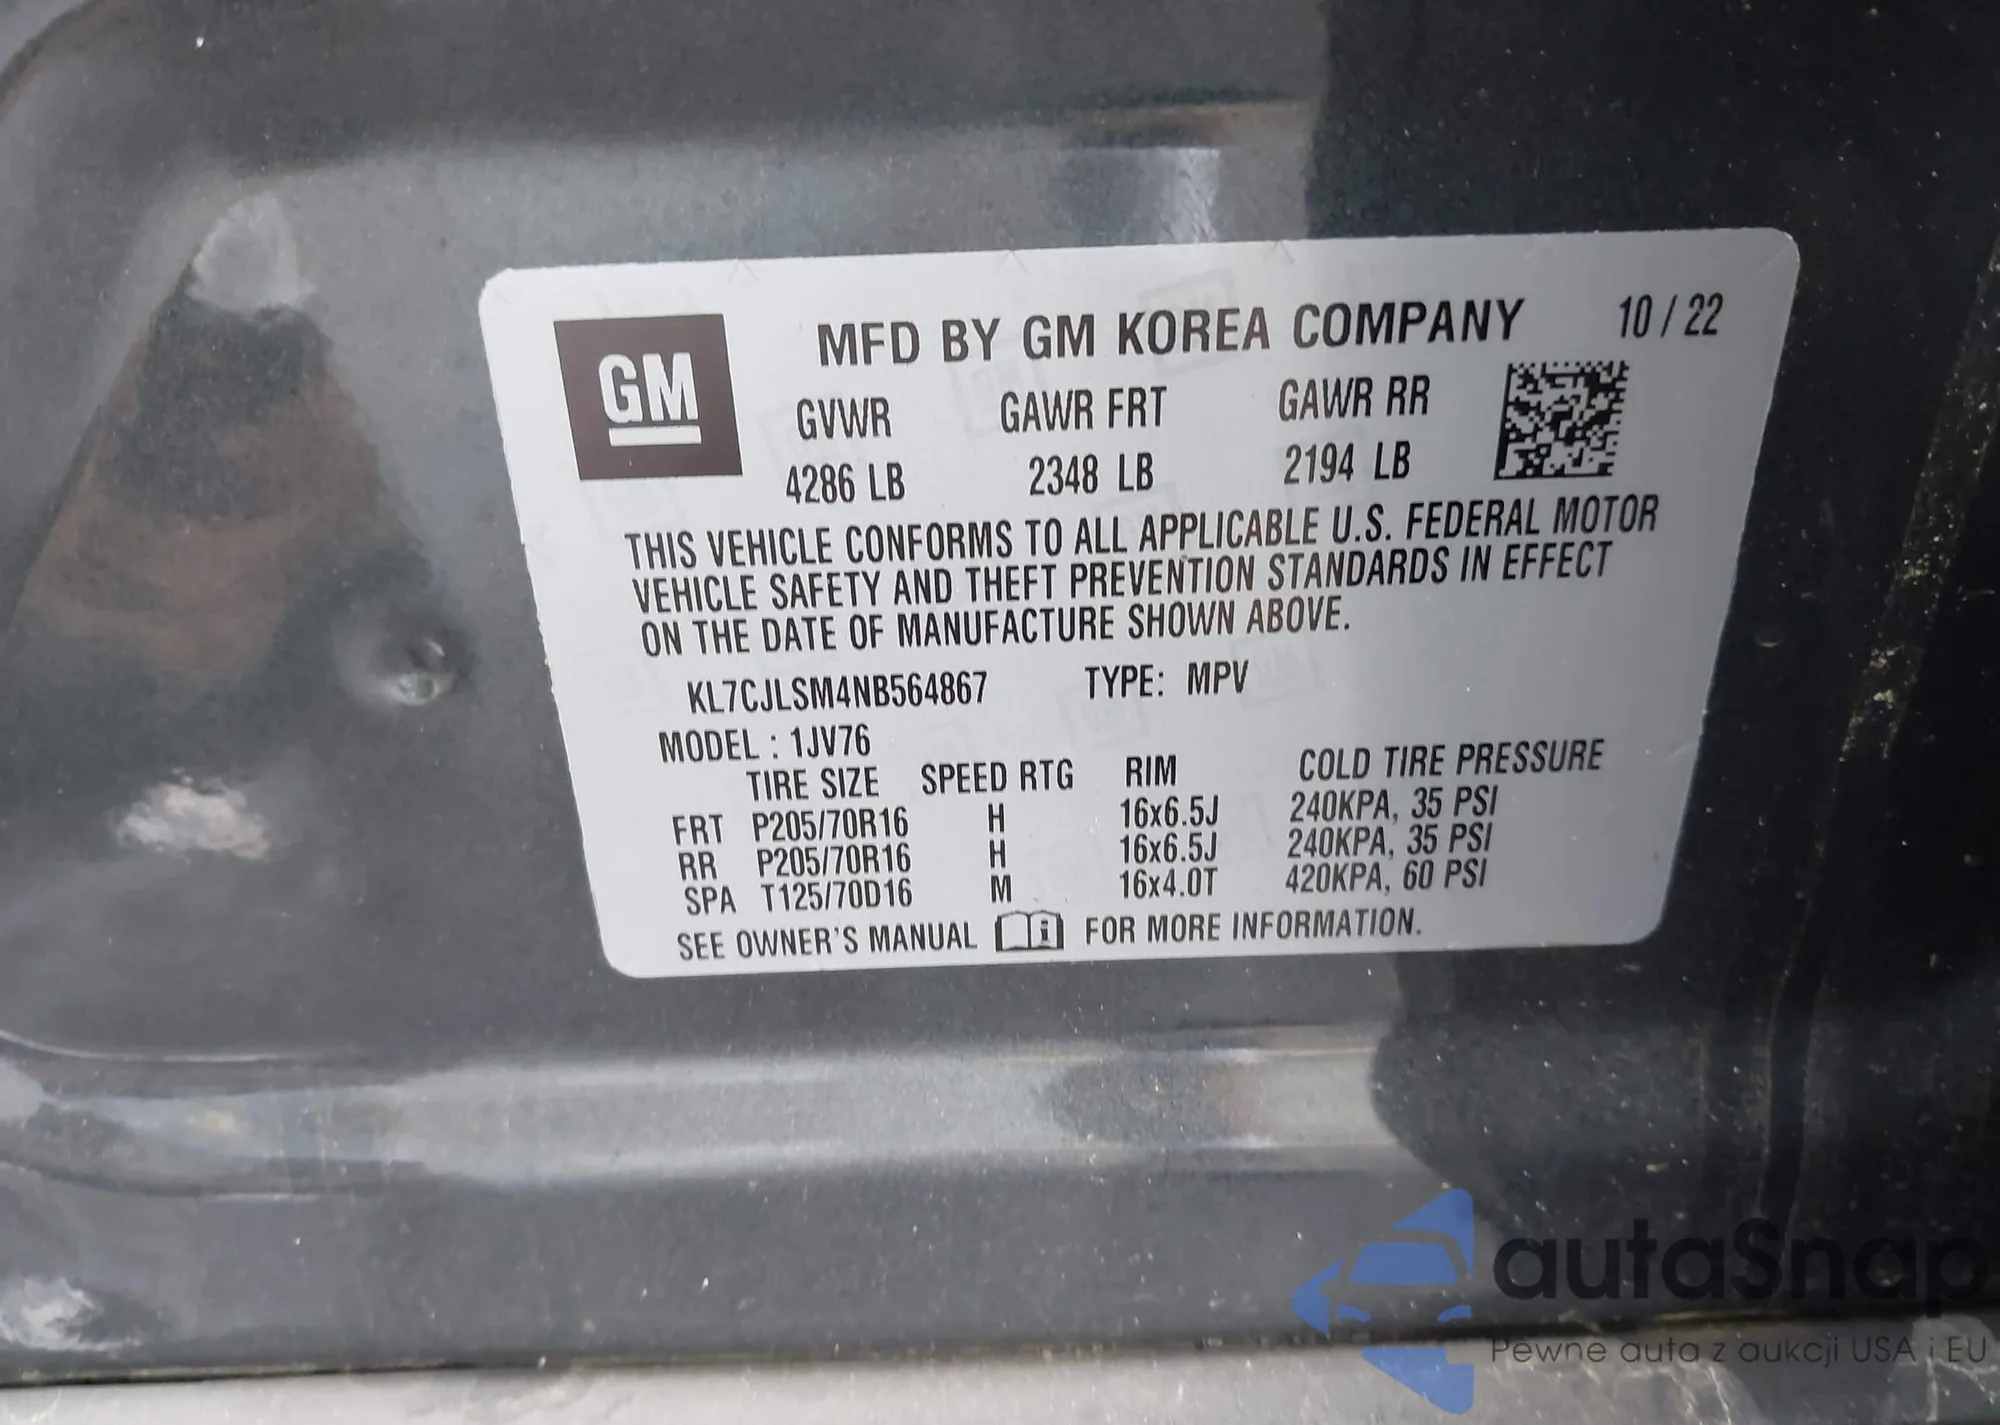 GM
MFD BY GM KOREA COMPANY 10 / 22
GVWR GAWR FRT GAWR RR
4286 LB 2348 LB 2194 LB
THIS VEHICLE CONFORMS TO ALL APPLICABLE U.S. FEDERAL MOTOR
VEHICLE SAFETY AND THEFT PREVENTION STANDARDS IN EFFECT
ON THE DATE OF MANUFACTURE SHOWN ABOVE.
KL7CJLSM4NB564867 TYPE: MPV
MODEL : 1JV76
TIRE SIZE SPEED RTG RIM COLD TIRE PRESSURE
FRT P205/70R16 H 16x6.5J 240KPA, 35 PSI
RR P205/70R16 H 16x6.5J 240KPA, 35 PSI
SPA T125/70D16 M 16x4.0T 420KPA, 60 PSI
SEE OWNER'S MANUAL i FOR MORE INFORMATION.
autaSnap
Pewne auta z aukcji USA i EU